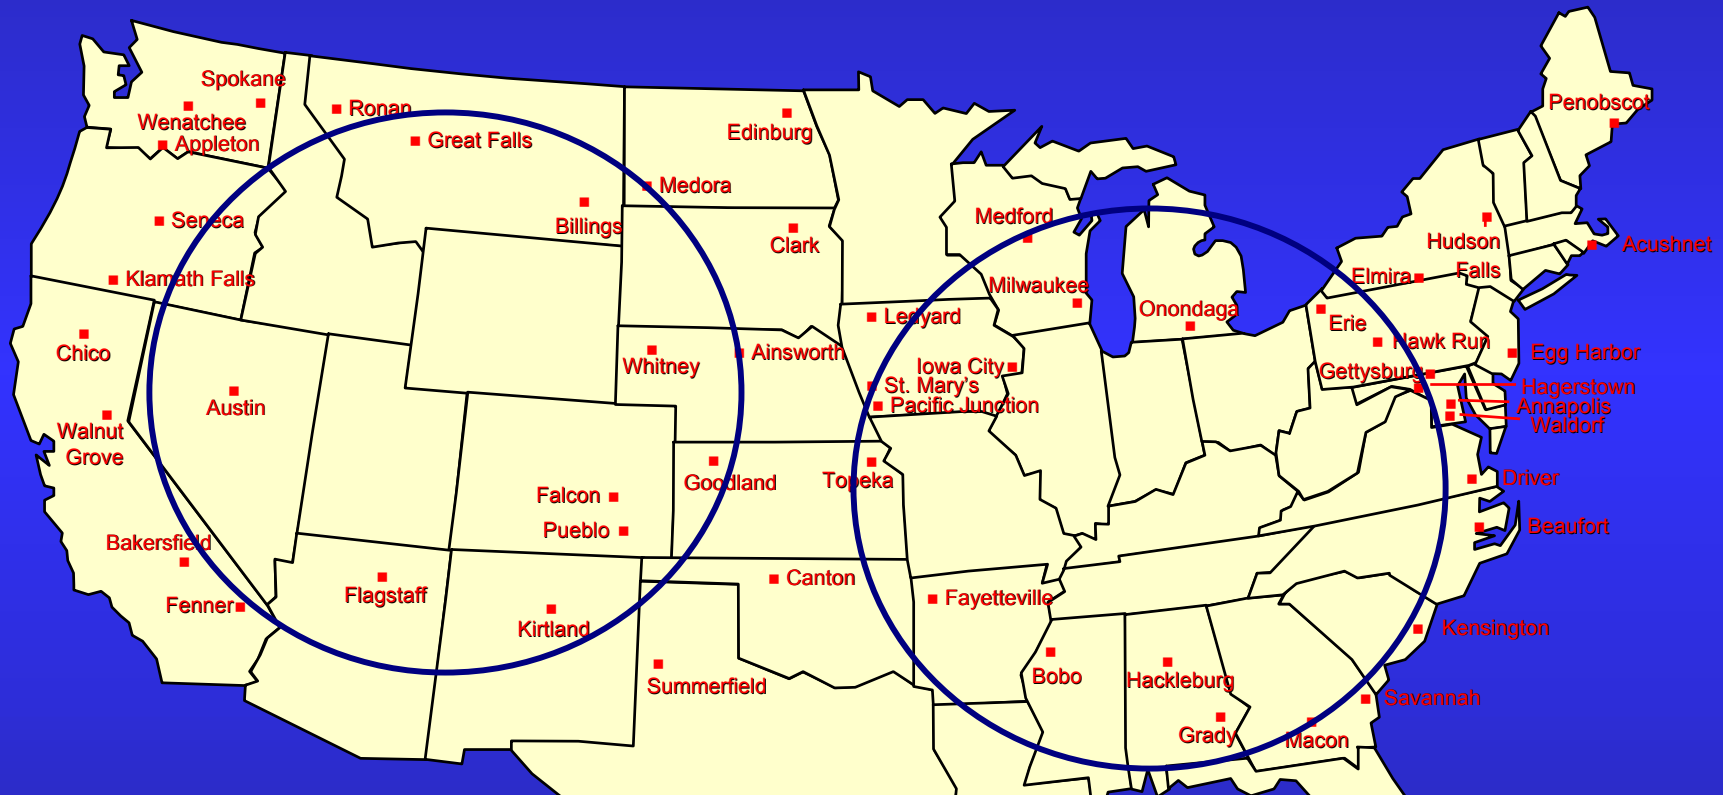 Spokane
Wenatchee
Appleton
Ronan
Great Falls
Edinburg
Penobscot
Medora
Billings
Seneca
Clark
Medford
Hudson
Falls
Acushnet
Klamath Falls
Milwaukee
Elmira
Onondaga
Erie
Ledyard
Chico
Whitney
Ainsworth
Hawk Run
Egg Harbor
Iowa City
Gettysburg
St. Mary's
Hagerstown
Austin
Pacific Junction
Annapolis
Waldorf
Walnut
Grove
Goodland
Topeka
Driver
Falcon
Pueblo
Beaufort
Bakersfield
Flagstaff
Canton
Fayetteville
Fenner
Kirtland
Kensington
Summerfield
Bobo
Hackleburg
Savannah
Grady
Macon